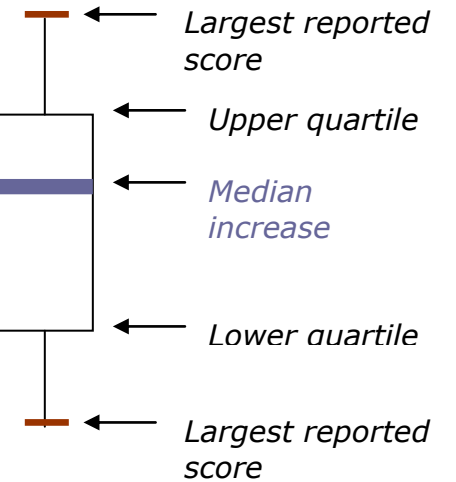 Largest reported
score
Upper quartile
Median
increase
Lower quartile
Largest reported
score